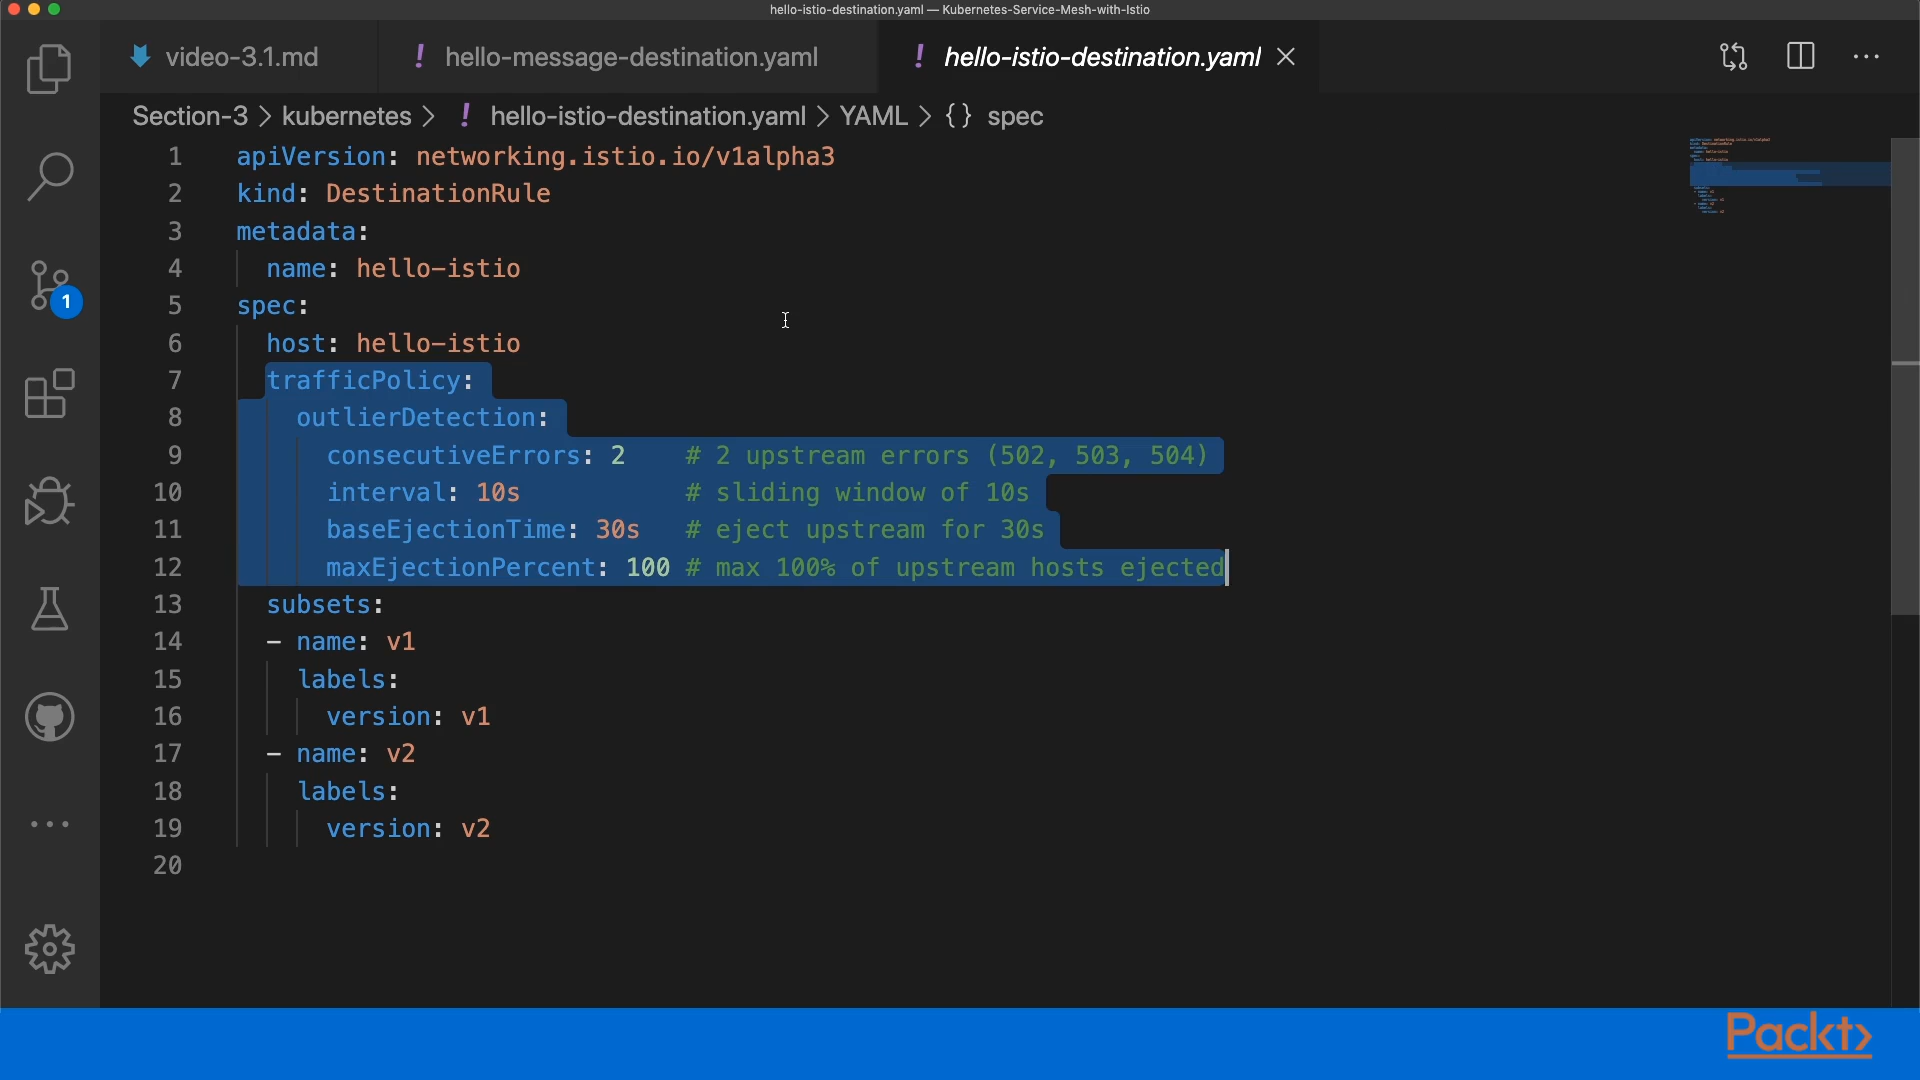 hello-istio-destination.yaml — Kubernetes-Service-Mesh-with-Istio
video-3.1.md
! hello-message-destination.yaml
! hello-istio-destination.yaml
Section-3 > kubernetes > ! hello-istio-destination.yaml > YAML > {} spec
1 apiVersion: networking.istio.io/v1alpha3
2 kind: DestinationRule
3 metadata:
4 name: hello-istio
5 spec:
6 host: hello-istio
7 trafficPolicy:
8 outlierDetection:
9 consecutiveErrors: 2 # 2 upstream errors (502, 503, 504)
10 interval: 10s # sliding window of 10s
11 baseEjectionTime: 30s # eject upstream for 30s
12 maxEjectionPercent: 100 # max 100% of upstream hosts ejected
13 subsets:
14 - name: v1
15 labels:
16 version: v1
17 - name: v2
18 labels:
19 version: v2
20
1
Packt>